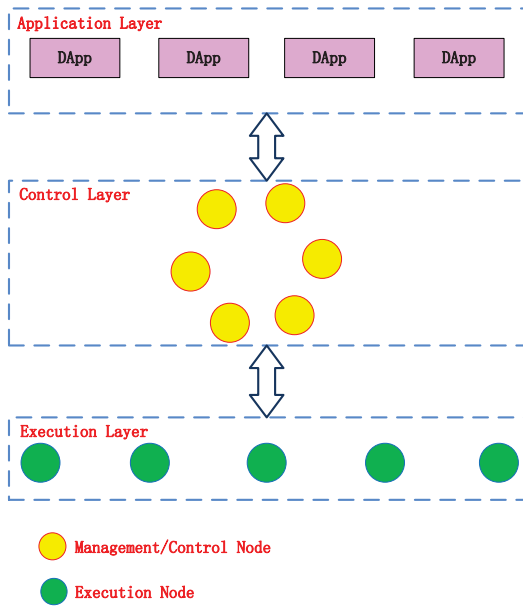 Application Layer
DApp DApp DApp DApp
Control Layer
Execution Layer
Management/Control Node
Execution Node